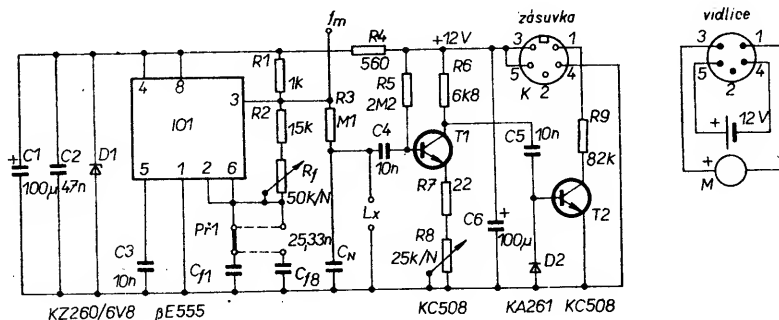 zásuvka
vidlice
fm
R4
+12V
560
3
1
5
4
K
2
3
1
5
4
2
4
8
R1
1k
3
IO1
R2
15k
R3
M1
R5
2M2
R6
6K8
T1
C4
10n
C5
10n
R9
82k
12V
+
M
+
C1
100µ
C2
47n
D1
5
1
2
6
Rf
50K/N
Lx
R7
22
C6
100µ
+
T2
Př1
25,33n
R8
25k/N
C3
10n
Cf1
Cf8
CN
D2
KZ260/6V8
βE555
KC508
KA261
KC508